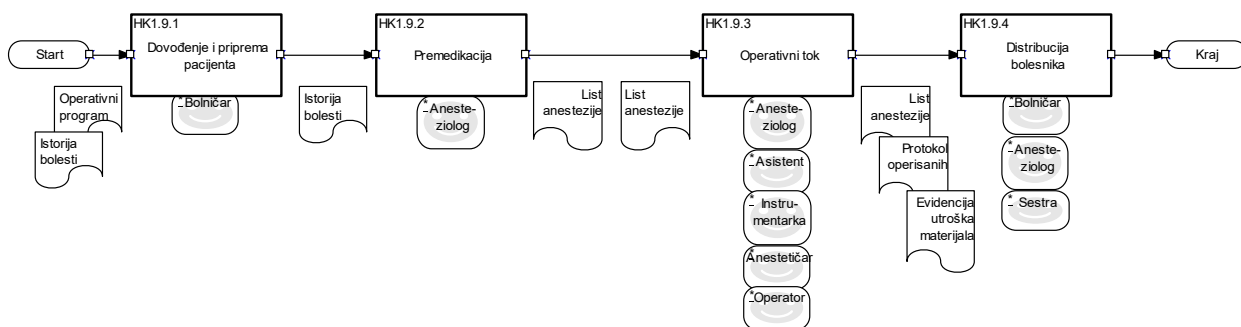 Start
HK1.9.1
Dovođenje i priprema
pacijenta
HK1.9.2
Premedikacija
HK1.9.3
Operativni tok
HK1.9.4
Distribucija
bolesnika
Kraj
Operativni
program
Istorija
bolesti
*
Bolničar
Istorija
bolesti
*
Aneste-
ziolog
List
anestezije
List
anestezije
*
Aneste-
ziolog
*
Asistent
*
Instru-
mentarka
*
Anestetičar
*
Operator
List
anestezije
Protokol
operisanih
Evidencija
utroška
materijala
*
Bolničar
*
Aneste-
ziolog
*
Sestra